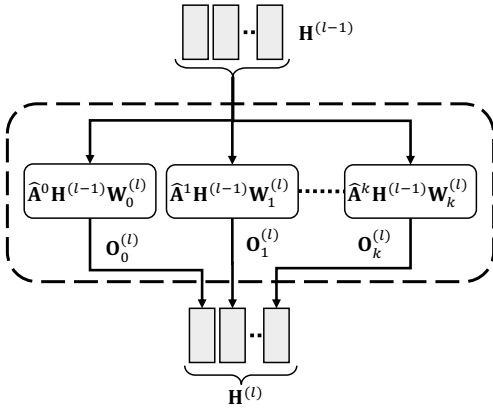 𝐇^(𝑙−1)
𝐀̂^0 𝐇^(𝑙−1) 𝐖_0^(𝑙) 𝐀̂^1 𝐇^(𝑙−1) 𝐖_1^(𝑙) 𝐀̂^𝑘 𝐇^(𝑙−1) 𝐖_𝑘^(𝑙)
𝐎_0^(𝑙) 𝐎_1^(𝑙) 𝐎_𝑘^(𝑙)
𝐇^(𝑙)